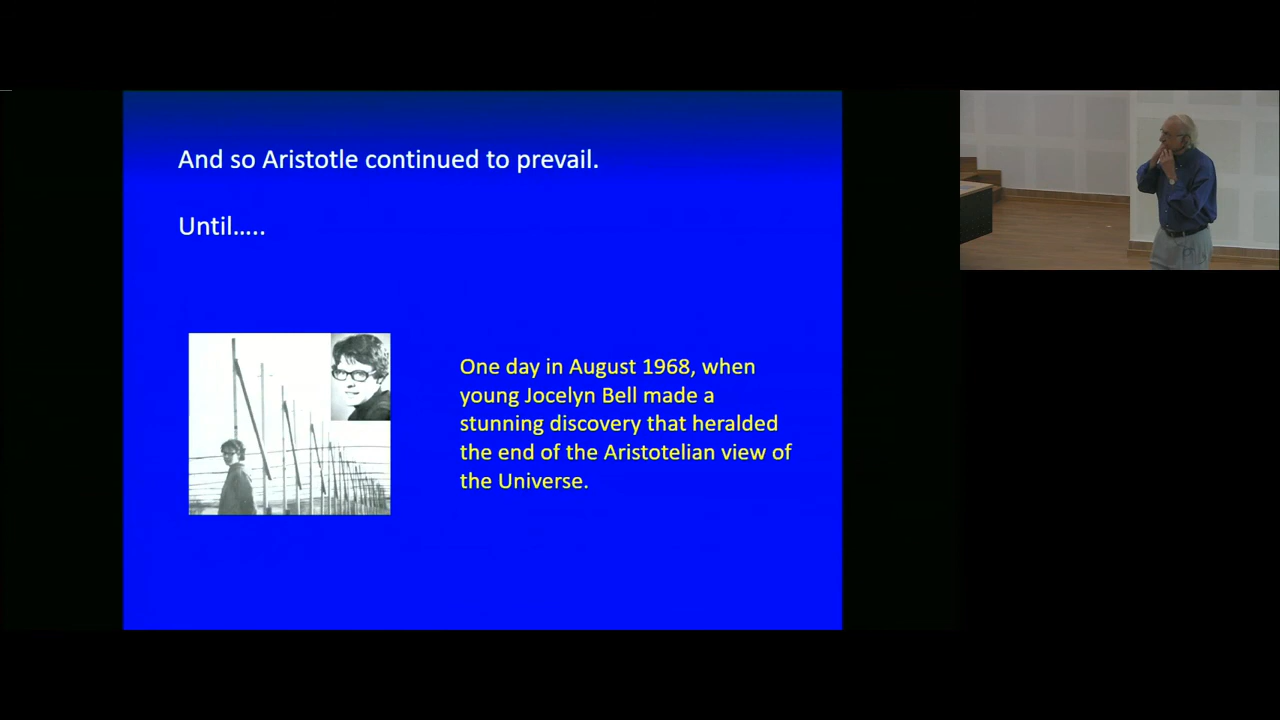 And so Aristotle continued to prevail.
Until.....
One day in August 1968, when
young Jocelyn Bell made a
stunning discovery that heralded
the end of the Aristotelian view of
the Universe.